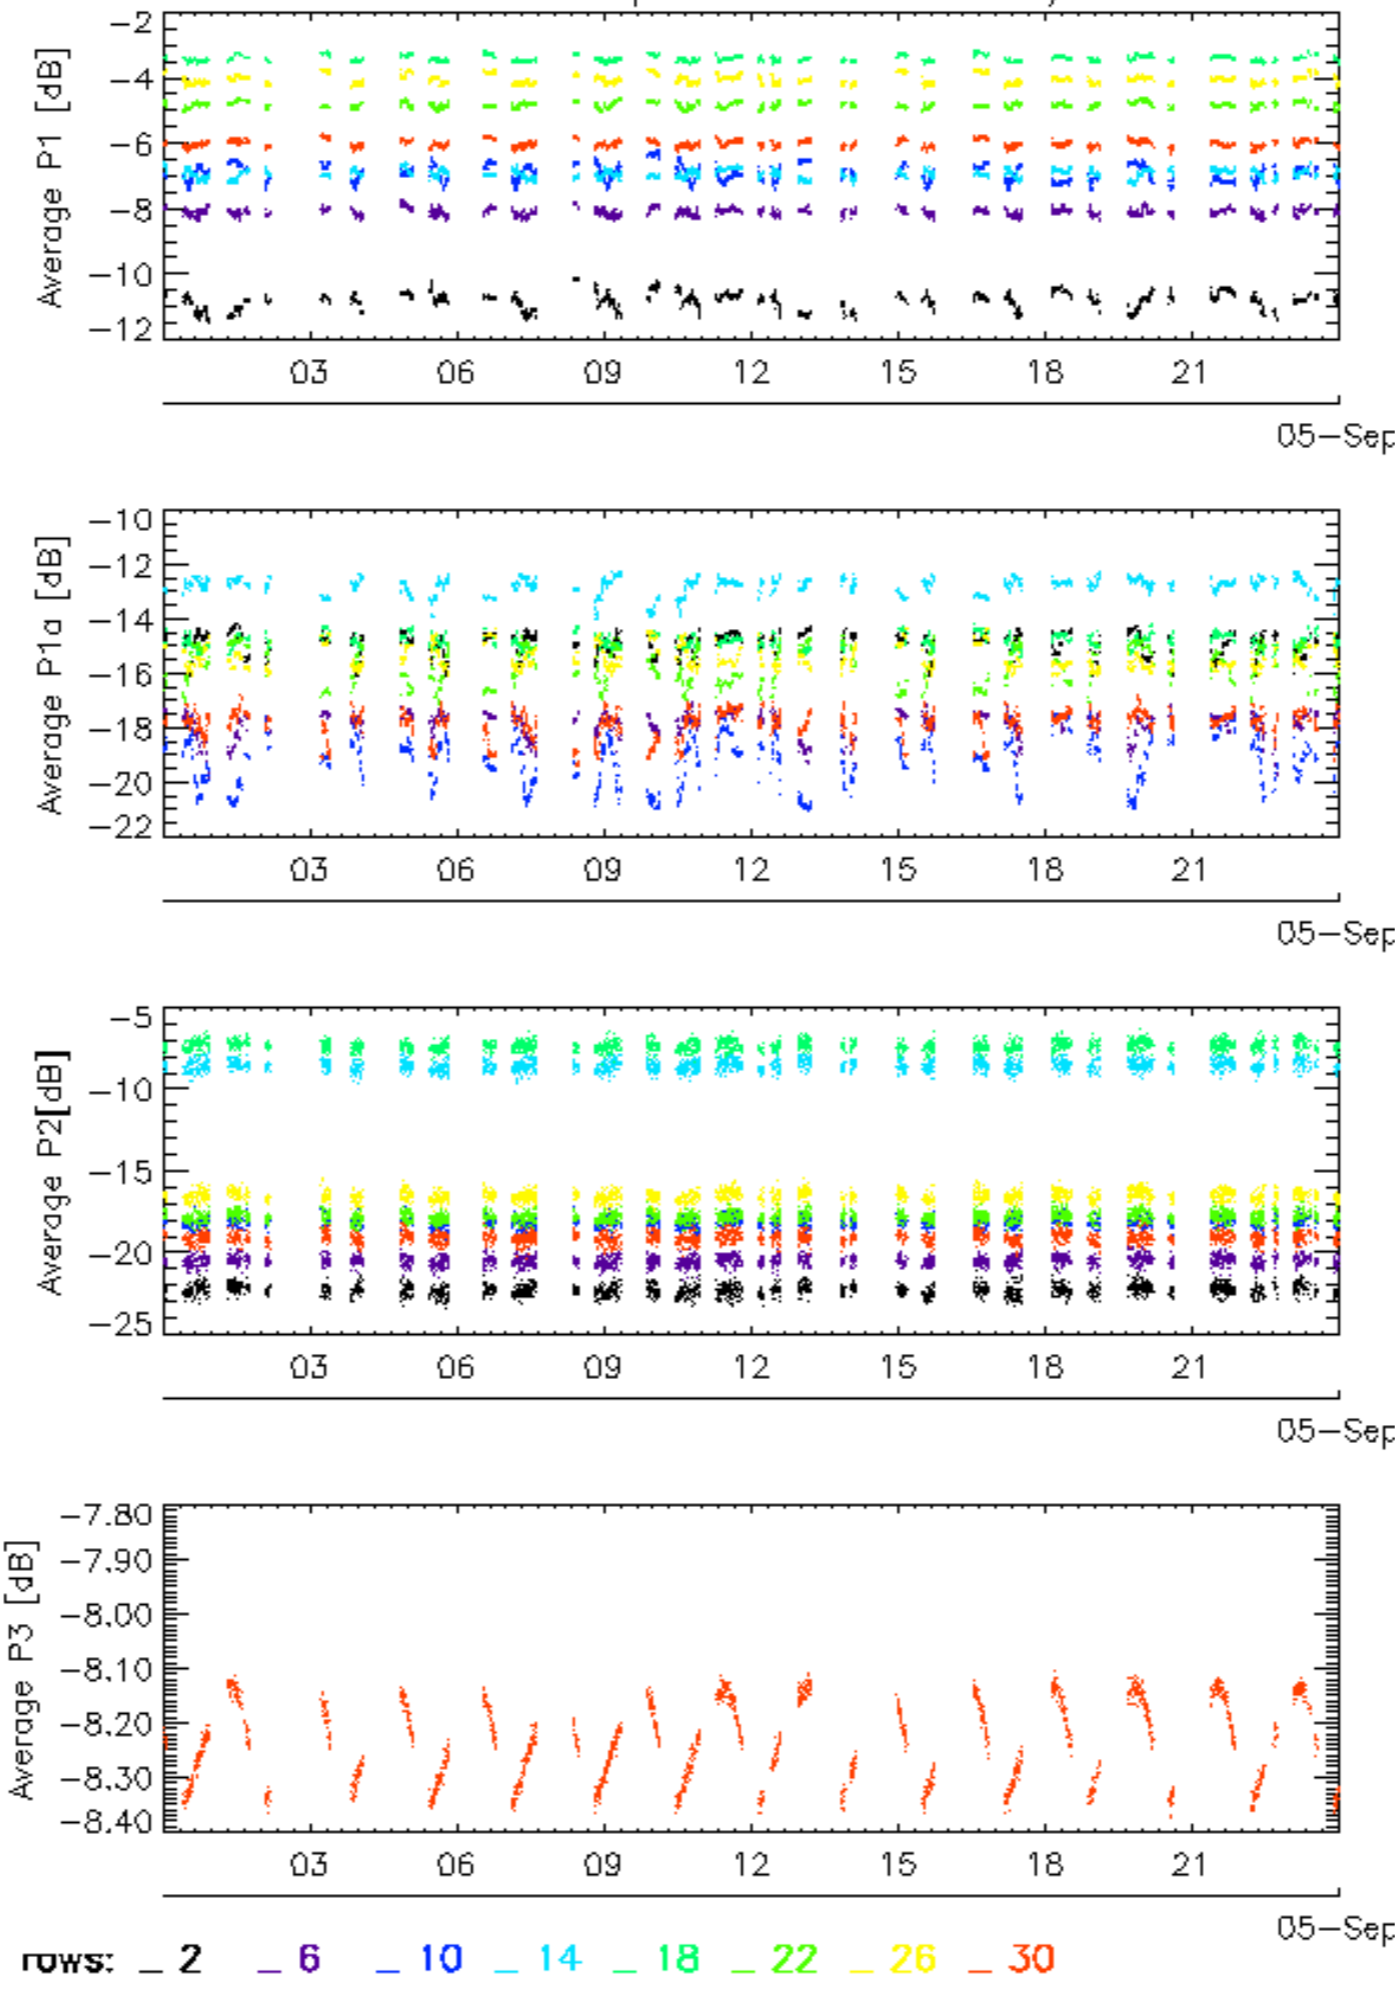 Average P1 [dB]
-2
-4
-6
-8
-10
-12
03 06 09 12 15 18 21
05-Sep
Average P1a [dB]
-10
-12
-14
-16
-18
-20
-22
03 06 09 12 15 18 21
05-Sep
Average P2[dB]
-5
-10
-15
-20
-25
03 06 09 12 15 18 21
05-Sep
Average P3 [dB]
-7.80
-7.90
-8.00
-8.10
-8.20
-8.30
-8.40
03 06 09 12 15 18 21
05-Sep
rows: _ 2 _ 6 _ 10 _ 14 _ 18 _ 22 _ 26 _ 30